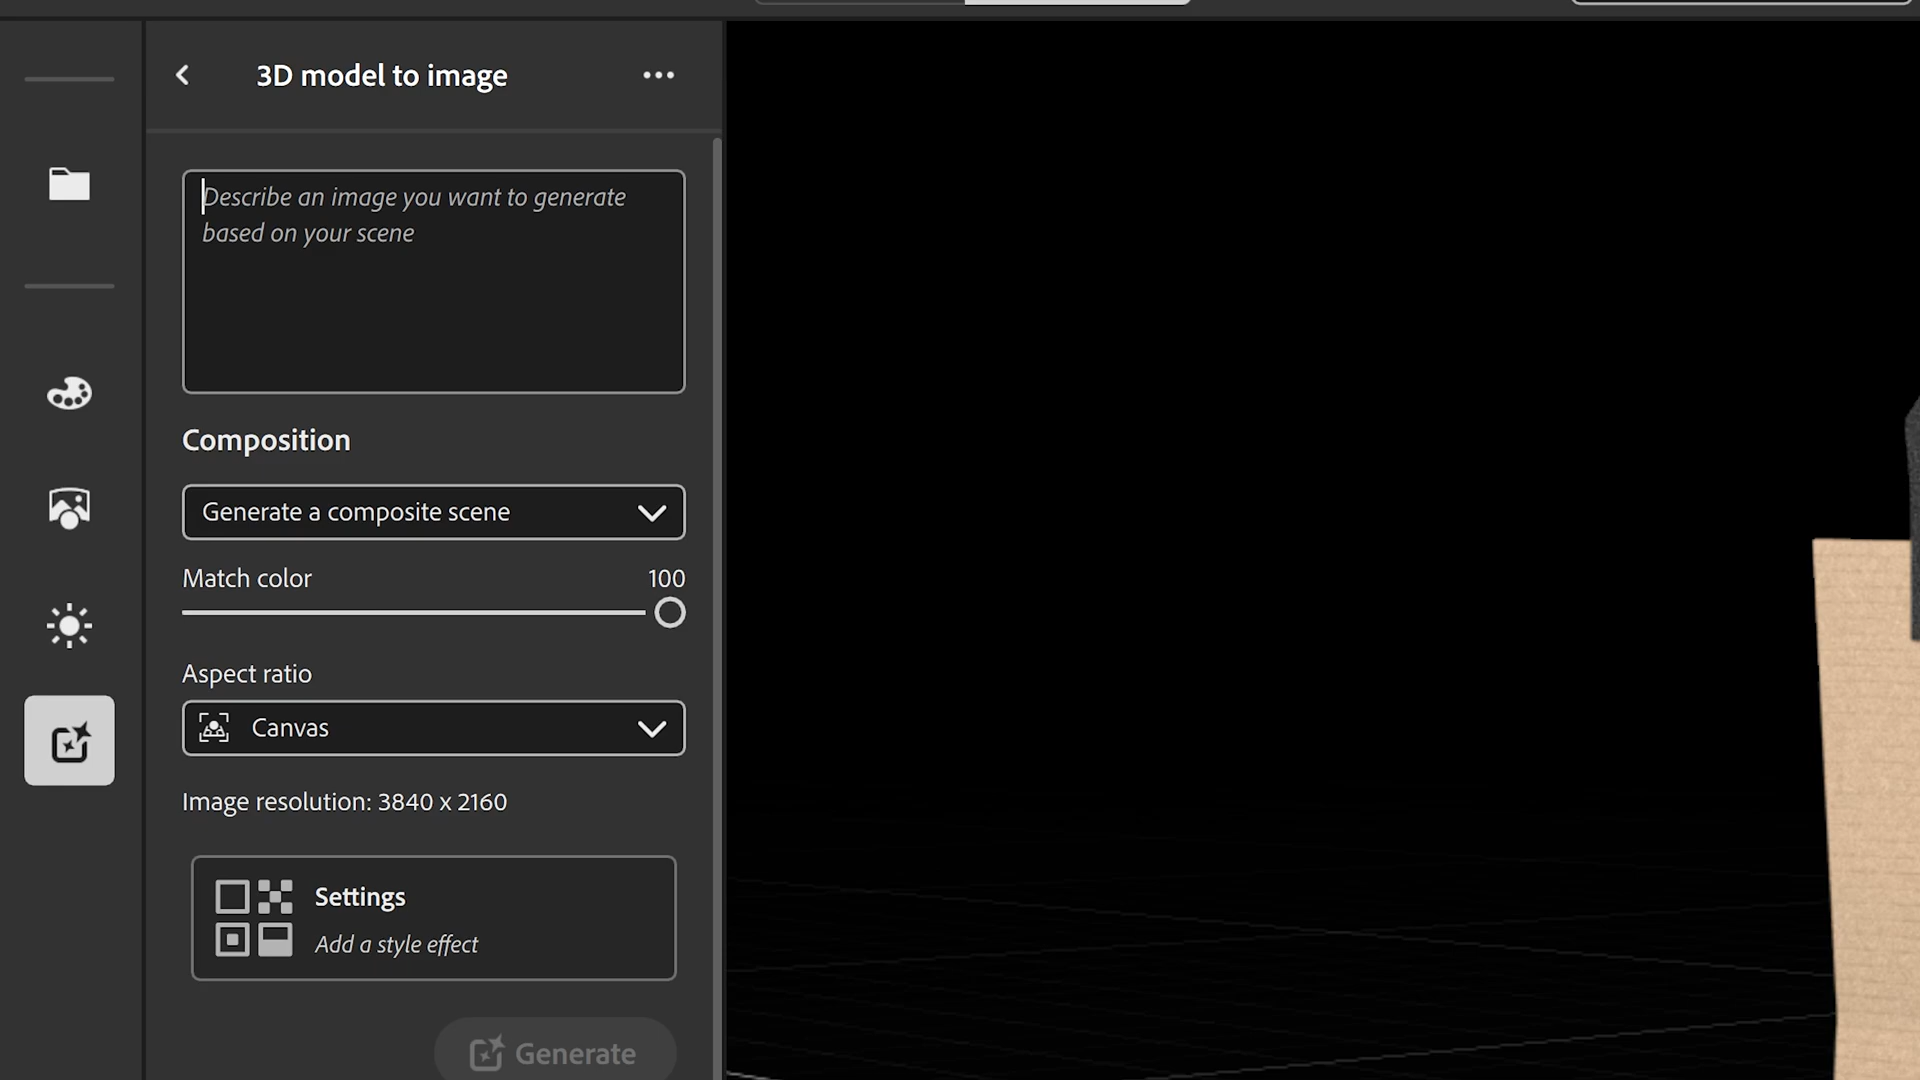 3D model to image
Describe an image you want to generate
based on your scene
Composition
Generate a composite scene
Match color 100
Aspect ratio
Canvas
Image resolution: 3840 x 2160
Settings
Add a style effect
Generate